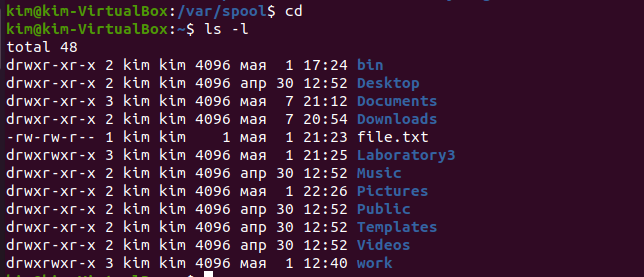 kim@kim-VirtualBox:/var/spool$ cd
kim@kim-VirtualBox:~$ ls -l
total 48
drwxr-xr-x 2 kim kim 4096 мая  1 17:24 bin
drwxr-xr-x 2 kim kim 4096 апр 30 12:52 Desktop
drwxr-xr-x 3 kim kim 4096 мая  7 21:12 Documents
drwxr-xr-x 2 kim kim 4096 мая  7 20:54 Downloads
-rw-rw-r-- 1 kim kim    1 мая  1 21:23 file.txt
drwxrwxr-x 3 kim kim 4096 мая  1 21:25 Laboratory3
drwxr-xr-x 2 kim kim 4096 апр 30 12:52 Music
drwxr-xr-x 2 kim kim 4096 мая  1 22:26 Pictures
drwxr-xr-x 2 kim kim 4096 апр 30 12:52 Public
drwxr-xr-x 2 kim kim 4096 апр 30 12:52 Templates
drwxr-xr-x 2 kim kim 4096 апр 30 12:52 Videos
drwxrwxr-x 3 kim kim 4096 мая  1 12:40 work
kim@kim-VirtualBox:~$